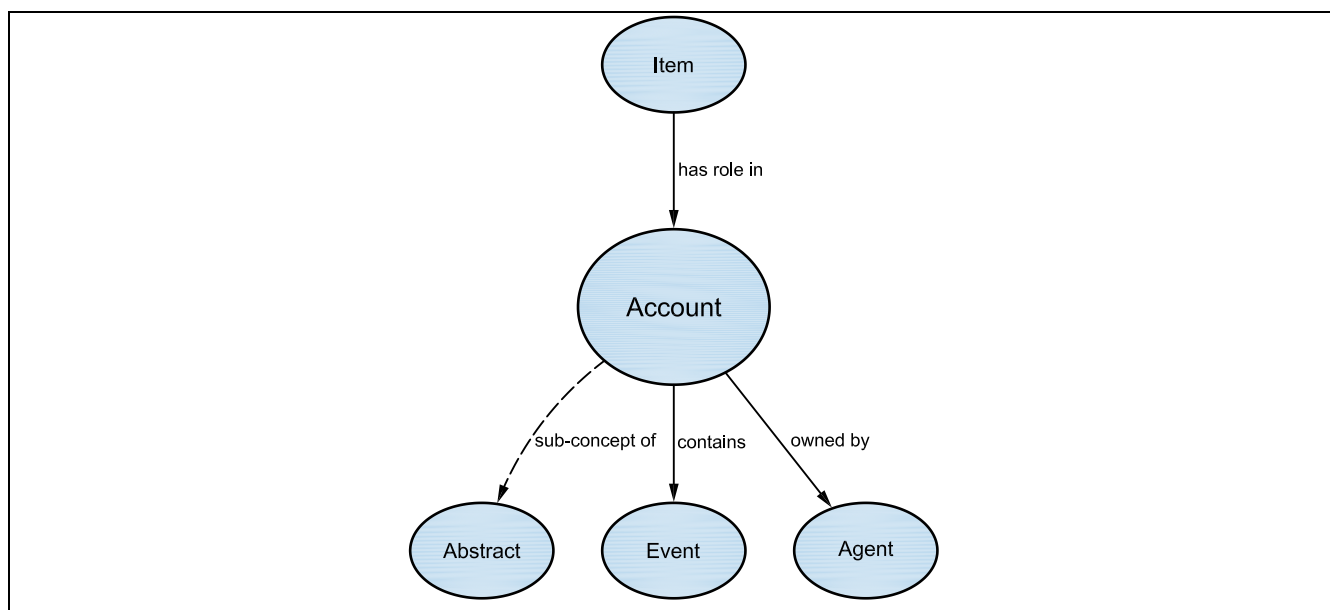 Item
has role in
Account
sub-concept of
contains
owned by
Abstract
Event
Agent